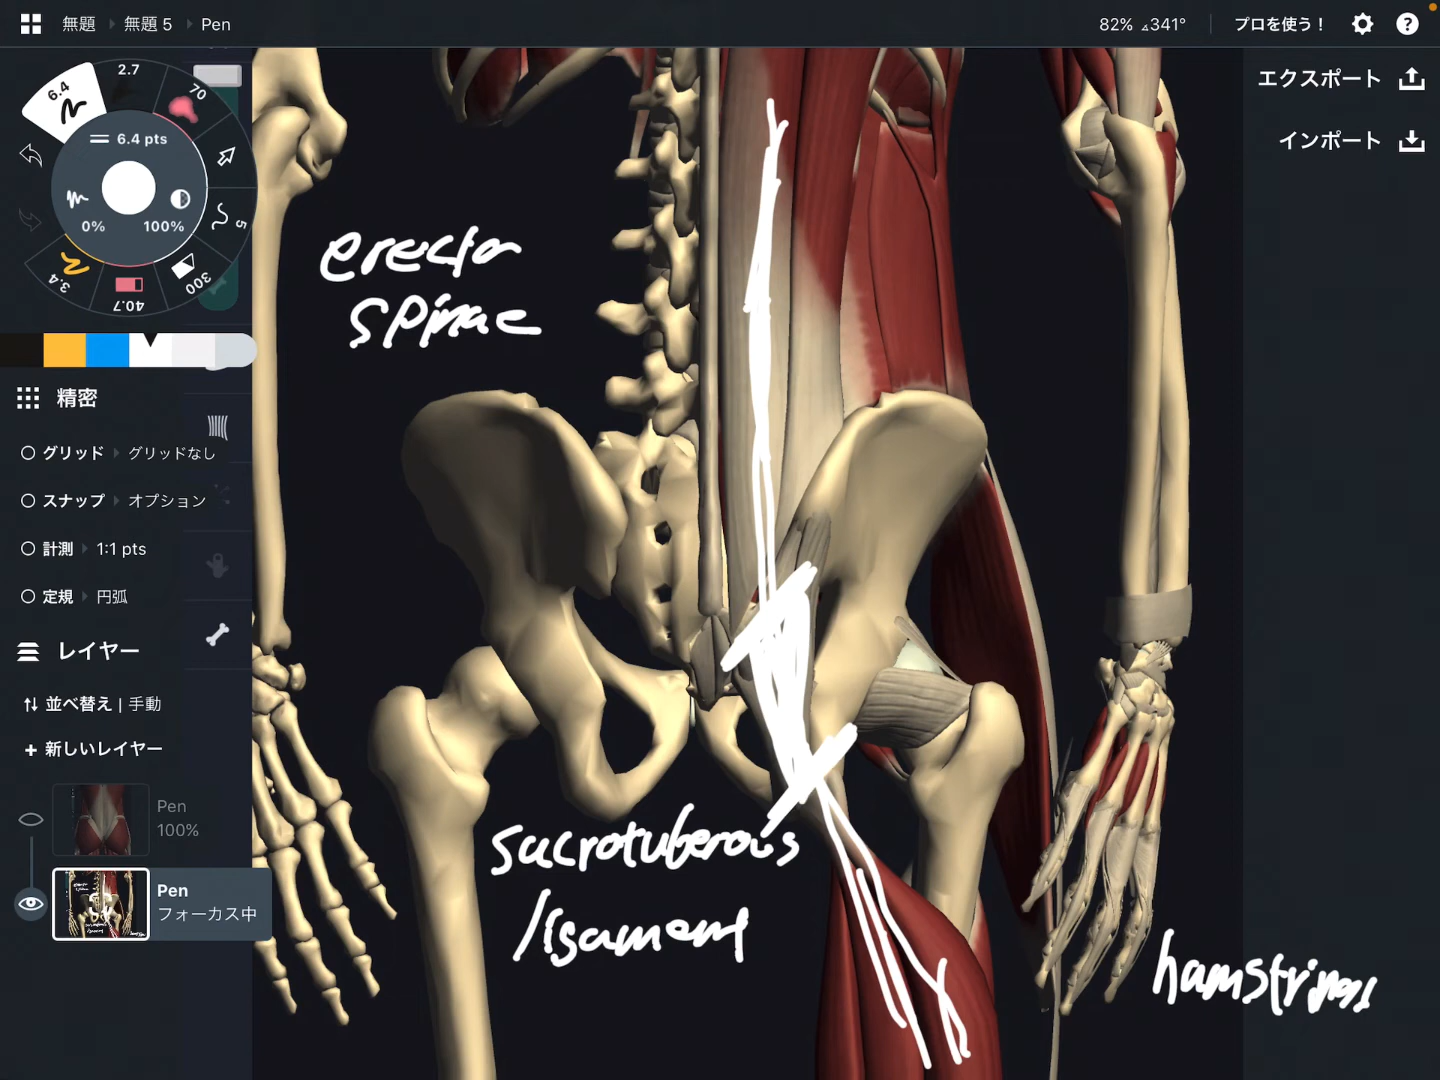 無題 無題 5 Pen
82% ⊿341° プロを使う!
エクスポート
インポート
6.4
2.7
70
5
300
40.7
3.4
6.4 pts
0% 100%
erector
spinae
精密
グリッド グリッドなし
スナップ オプション
計測 1:1 pts
定規 円弧
レイヤー
並べ替え | 手動
+ 新しいレイヤー
Pen
100%
Pen
フォーカス中
sacrotuberous
ligament
hamstrings